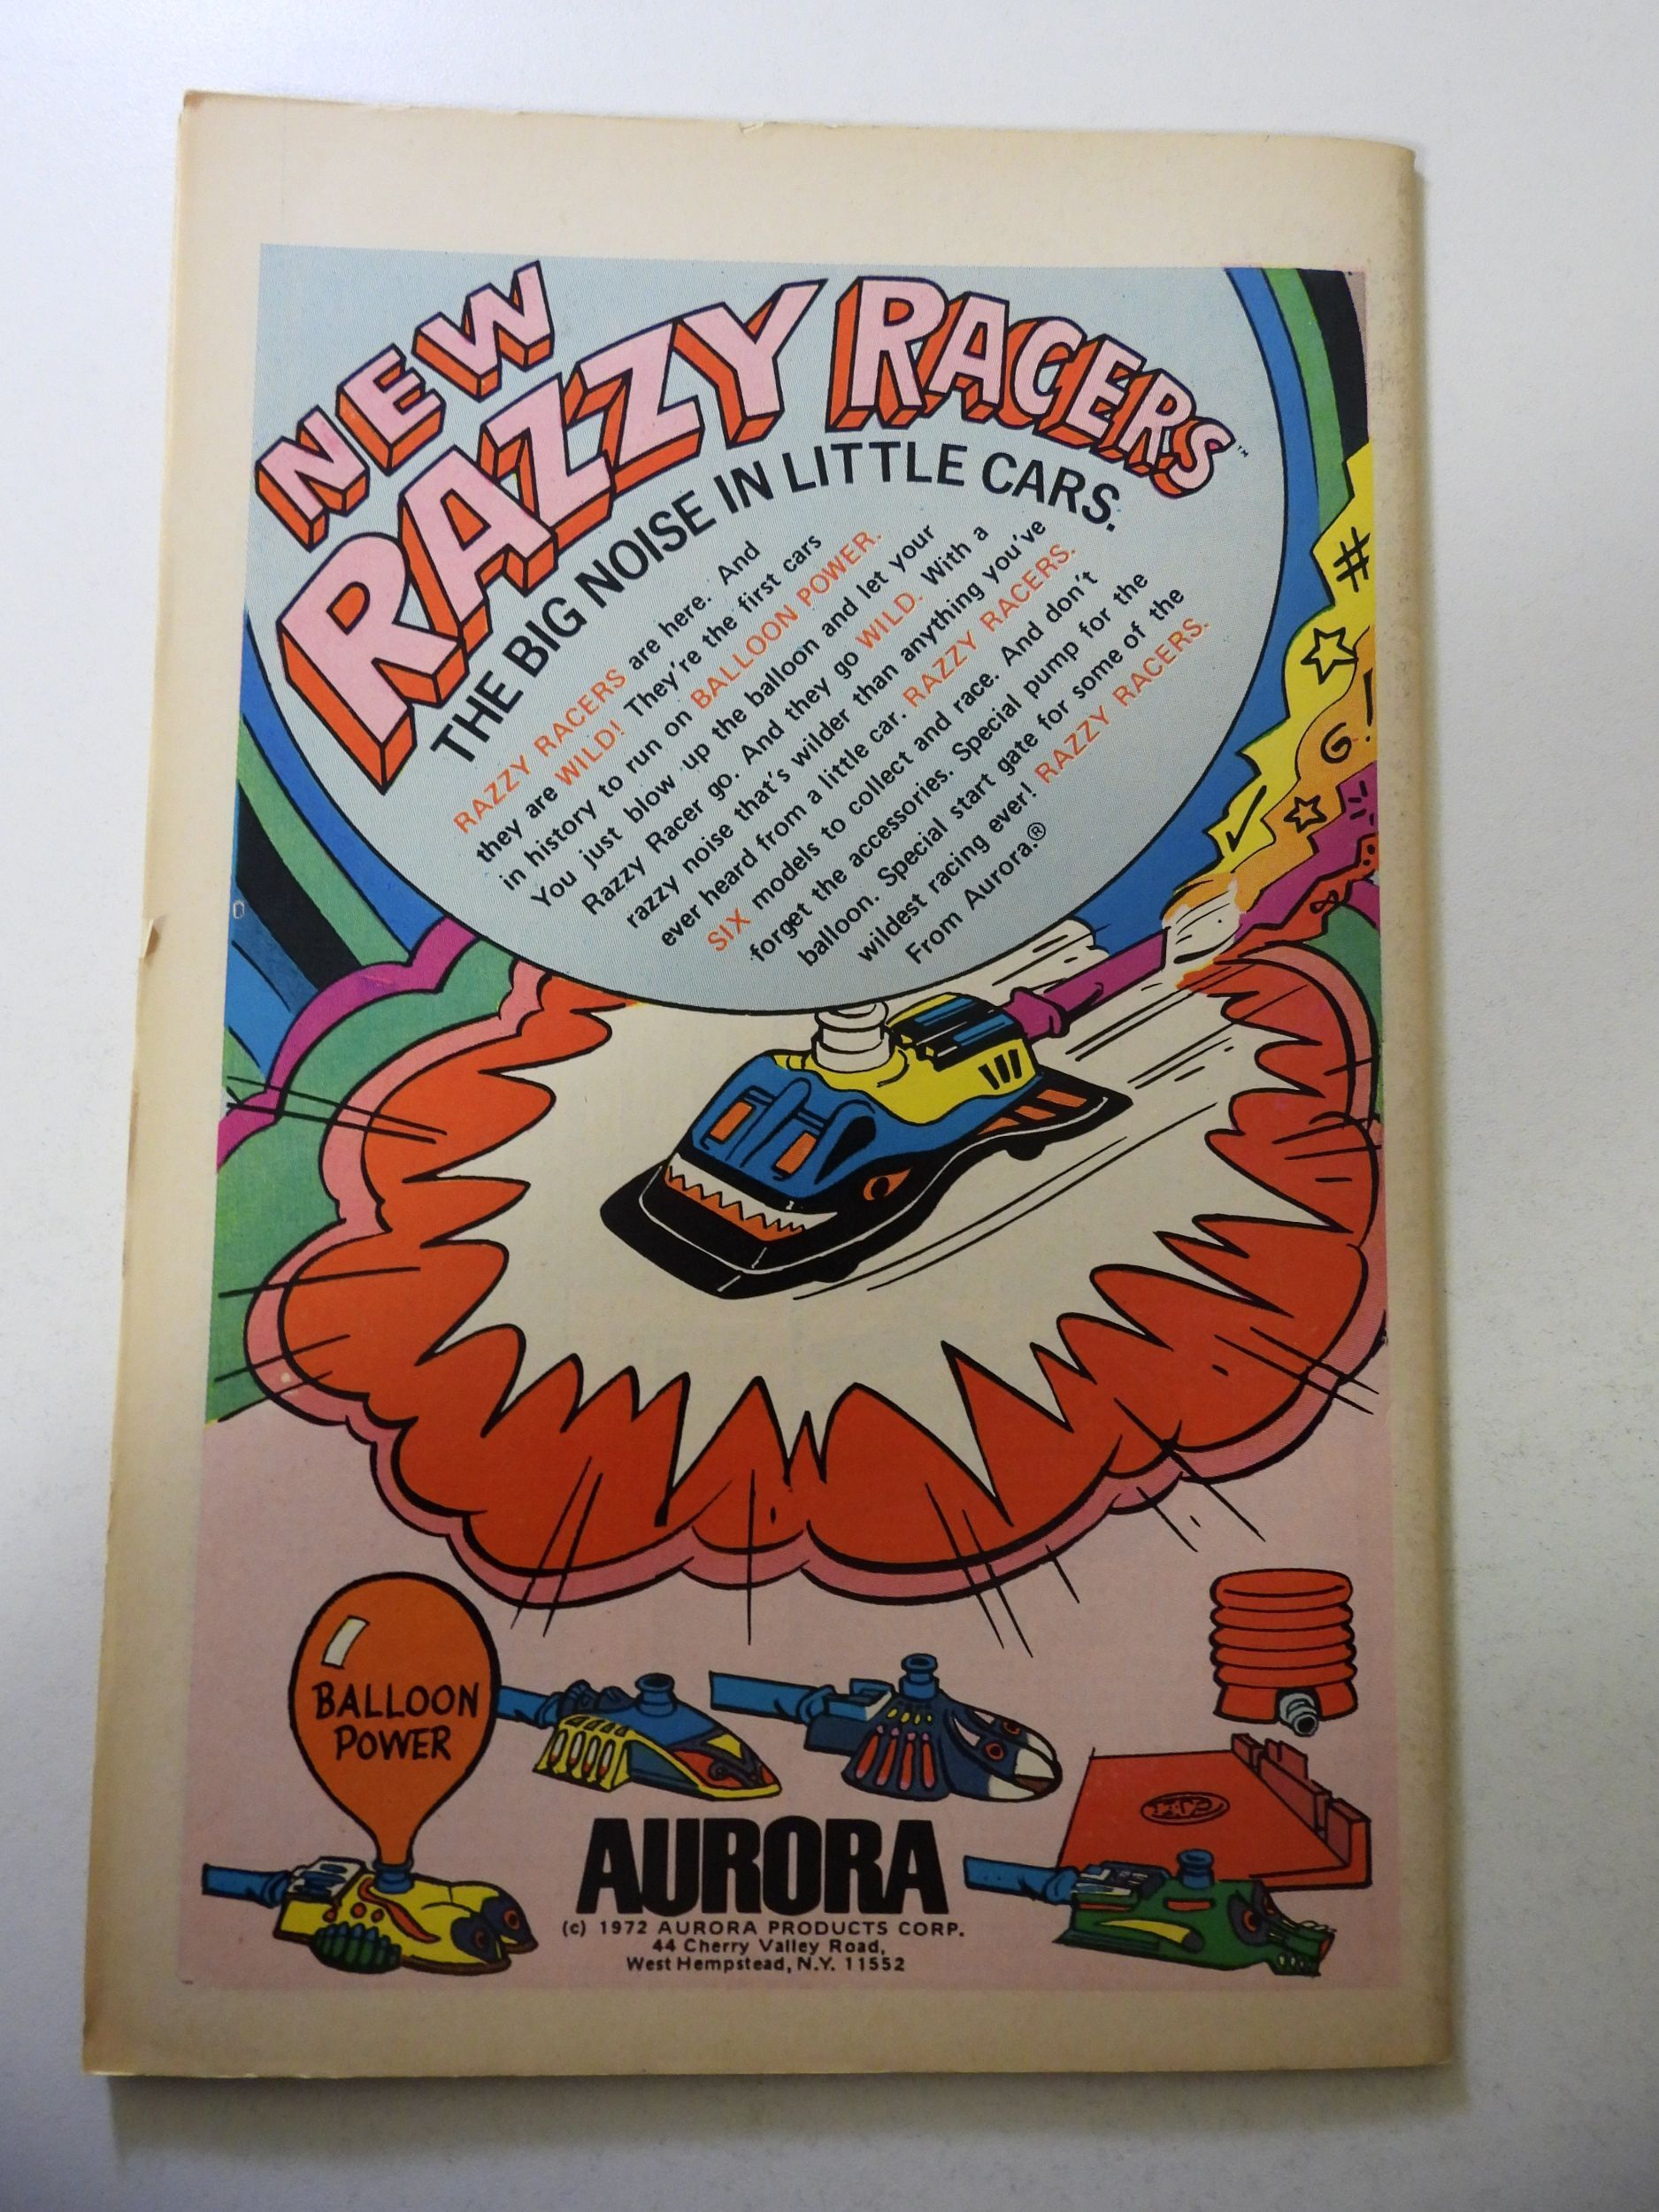 NEW
RAZZY RACERS™
THE BIG NOISE IN LITTLE CARS.
RAZZY RACERS are here. And
they are WILD! They're the first cars
in history to run on BALLOON POWER.
You just blow up the balloon and let your
Razzy Racer go. And they go WILD. With a
razzy noise that's wilder than anything you've
ever heard from a little car. RAZZY RACERS.
SIX models to collect and race. And don't
forget the accessories. Special pump for the
balloon. Special start gate for some of the
wildest racing ever! RAZZY RACERS.
From Aurora.®
#
G!
BALLOON
POWER
AURORA
(c) 1972 AURORA PRODUCTS CORP.
44 Cherry Valley Road,
West Hempstead, N.Y. 11552